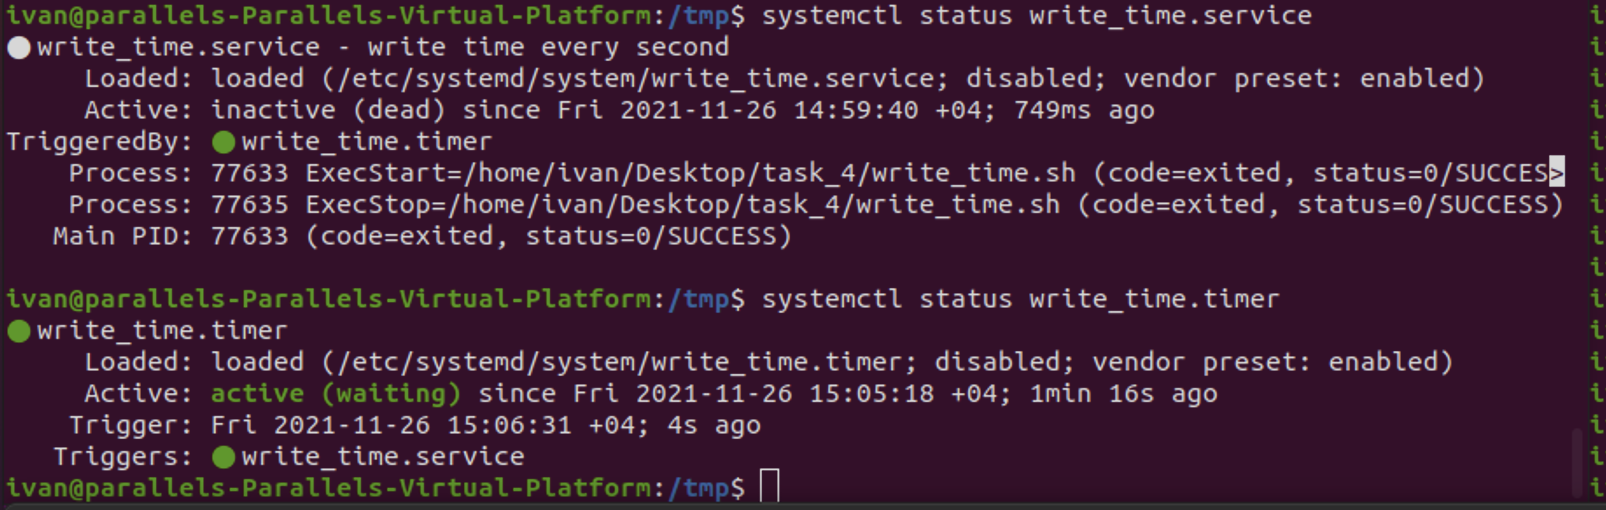 ivan@parallels-Parallels-Virtual-Platform:/tmp$ systemctl status write_time.service
● write_time.service - write time every second
     Loaded: loaded (/etc/systemd/system/write_time.service; disabled; vendor preset: enabled)
     Active: inactive (dead) since Fri 2021-11-26 14:59:40 +04; 749ms ago
TriggeredBy: ● write_time.timer
    Process: 77633 ExecStart=/home/ivan/Desktop/task_4/write_time.sh (code=exited, status=0/SUCCES>
    Process: 77635 ExecStop=/home/ivan/Desktop/task_4/write_time.sh (code=exited, status=0/SUCCESS)
   Main PID: 77633 (code=exited, status=0/SUCCESS)
ivan@parallels-Parallels-Virtual-Platform:/tmp$ systemctl status write_time.timer
● write_time.timer
     Loaded: loaded (/etc/systemd/system/write_time.timer; disabled; vendor preset: enabled)
     Active: active (waiting) since Fri 2021-11-26 15:05:18 +04; 1min 16s ago
    Trigger: Fri 2021-11-26 15:06:31 +04; 4s ago
   Triggers: ● write_time.service
ivan@parallels-Parallels-Virtual-Platform:/tmp$